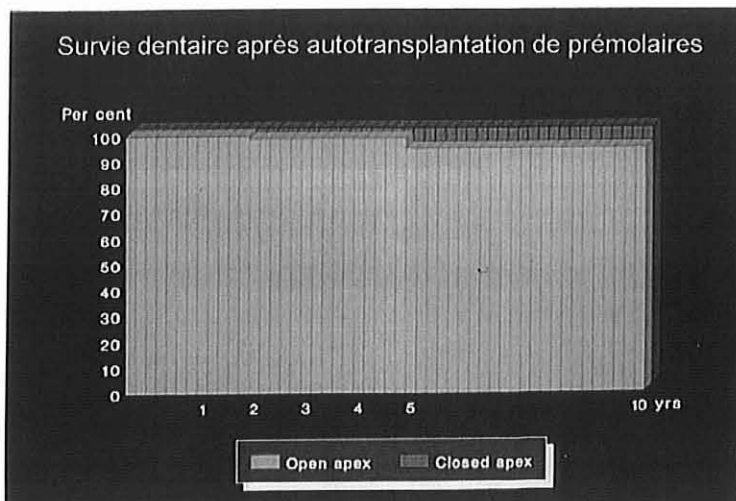 Survie dentaire après autotransplantation de prémolaires
Per cent
100
90
80
70
60
50
40
30
20
10
0
1 2 3 4 5 10 yrs
Open apex Closed apex